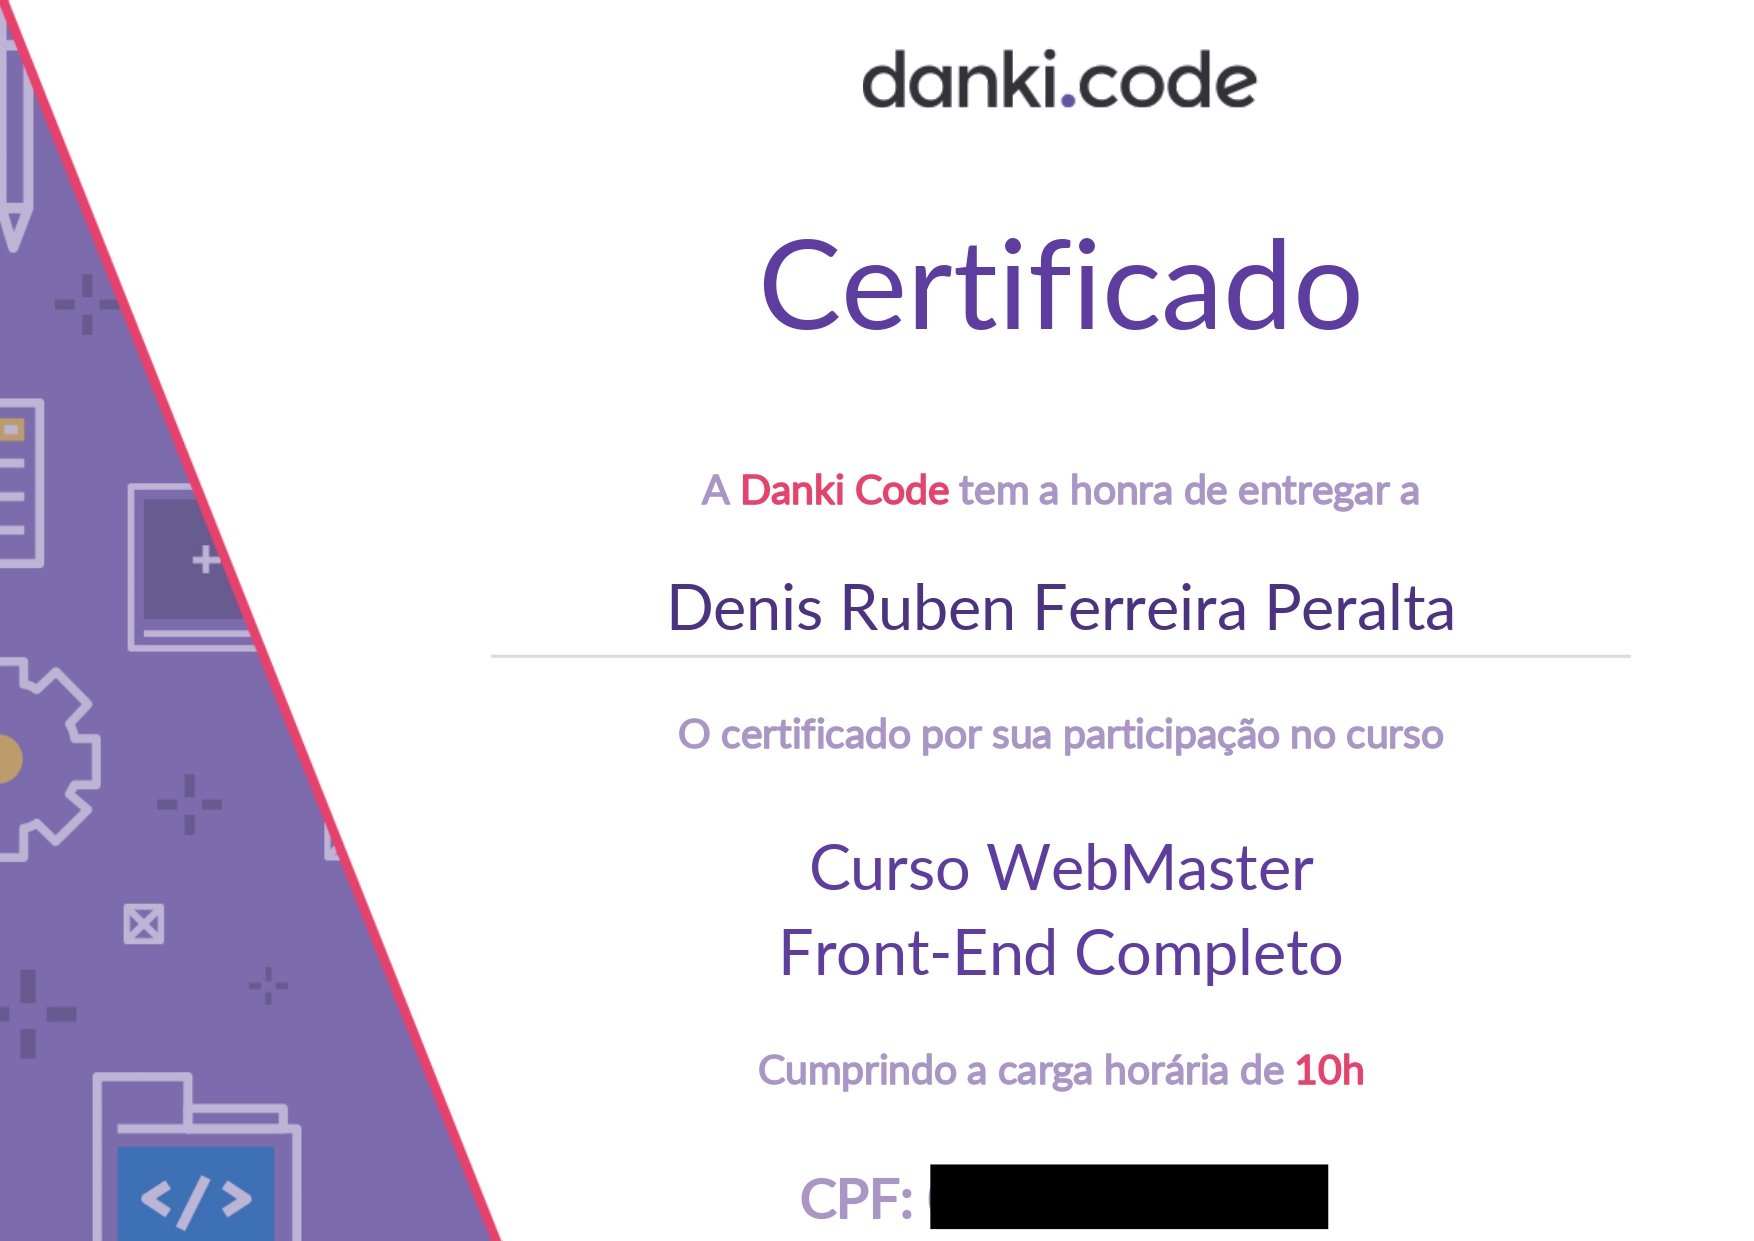 danki.code
Certificado
A Danki Code tem a honra de entregar a
Denis Ruben Ferreira Peralta
O certificado por sua participação no curso
Curso WebMaster
Front-End Completo
Cumprindo a carga horária de 10h
CPF:
</>